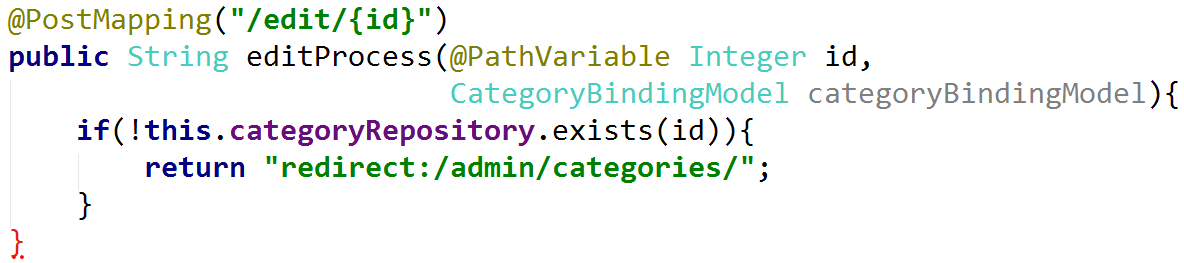 @PostMapping("/edit/{id}")
public String editProcess(@PathVariable Integer id,
CategoryBindingModel categoryBindingModel){
if(!this.categoryRepository.exists(id)){
return "redirect:/admin/categories/";
}
}